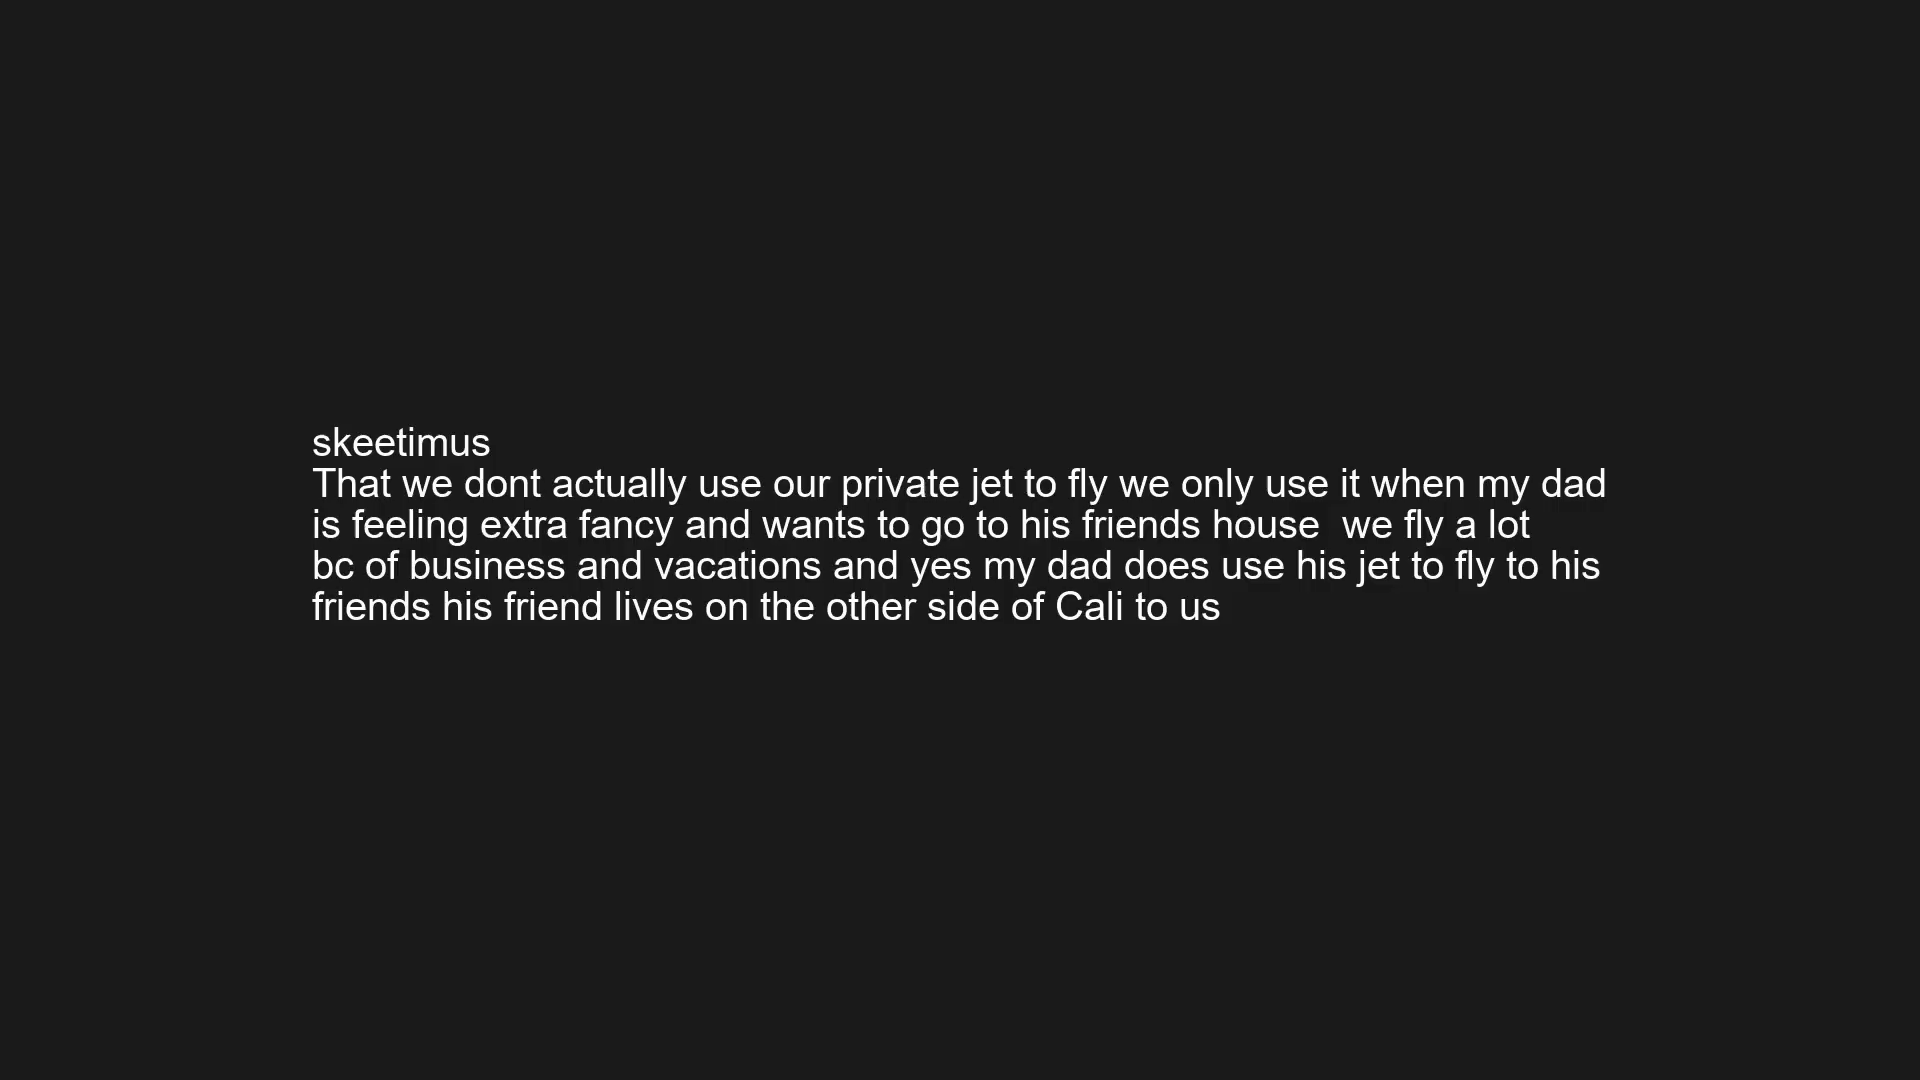 skeetimus
That we dont actually use our private jet to fly we only use it when my dad
is feeling extra fancy and wants to go to his friends house  we fly a lot
bc of business and vacations and yes my dad does use his jet to fly to his
friends his friend lives on the other side of Cali to us